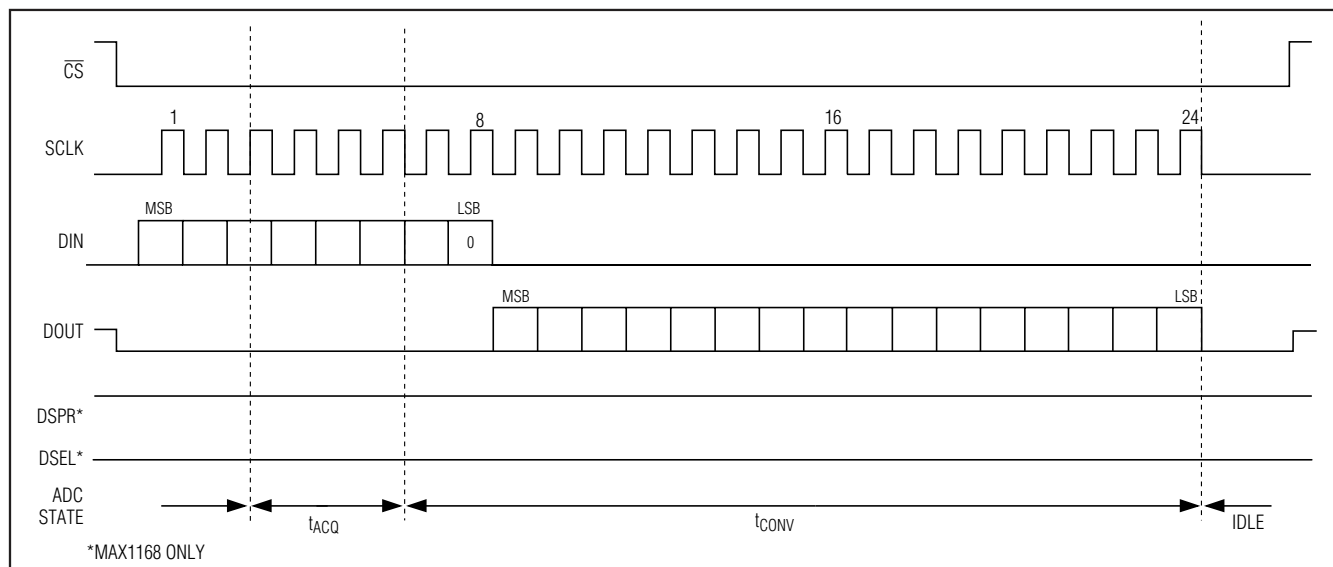 CS
1 8 16 24
SCLK
MSB LSB
DIN 0
MSB LSB
DOUT
DSPR*
DSEL*
ADC
STATE
tACQ tCONV IDLE
*MAX1168 ONLY